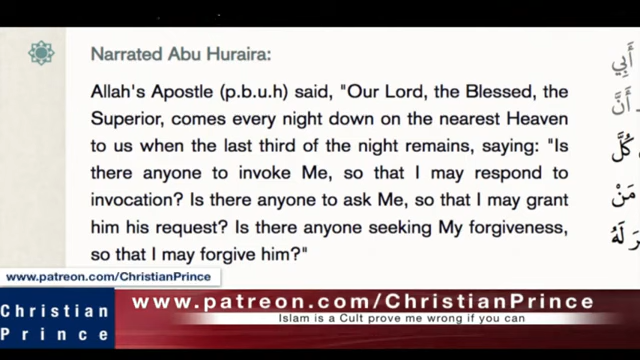 Narrated Abu Huraira:
أَبِي
Allah's Apostle (p.b.u.h) said, "Our Lord, the Blessed, the
Superior, comes every night down on the nearest Heaven
أَنَّ
to us when the last third of the night remains, saying: "Is
كُلَّ
there anyone to invoke Me, so that I may respond to
invocation? Is there anyone to ask Me, so that I may grant
مَنْ
him his request? Is there anyone seeking My forgiveness,
لَهُ
so that I may forgive him?"
www.patreon.com/ChristianPrince
Christian
Prince
www.patreon.com/ChristianPrince
Islam is a Cult prove me wrong if you can